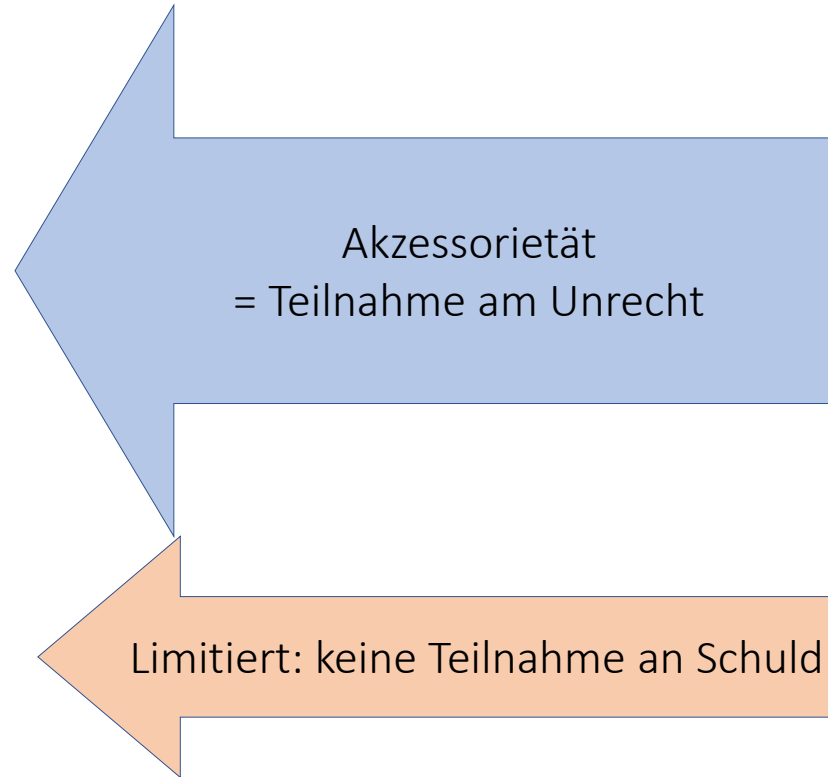 Akzessorietät
= Teilnahme am Unrecht
Limitiert: keine Teilnahme an Schuld